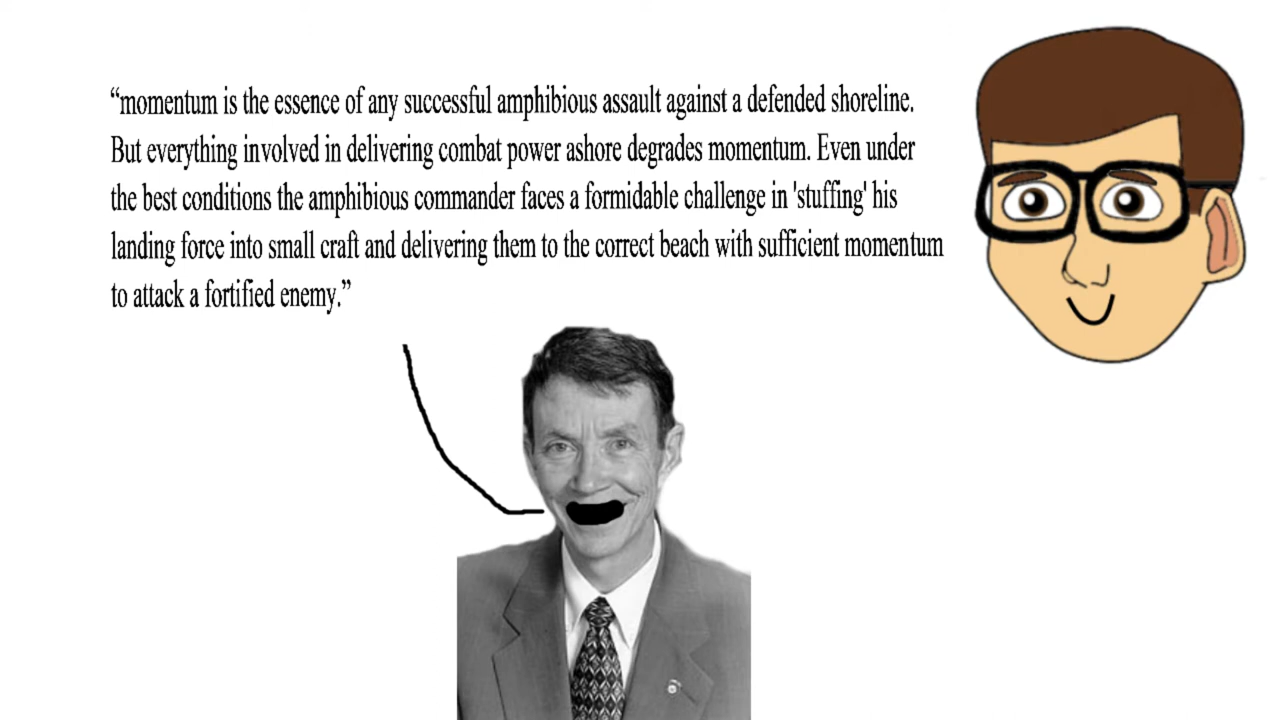 “momentum is the essence of any successful amphibious assault against a defended shoreline.
But everything involved in delivering combat power ashore degrades momentum. Even under
the best conditions the amphibious commander faces a formidable challenge in 'stuffing' his
landing force into small craft and delivering them to the correct beach with sufficient momentum
to attack a fortified enemy.”